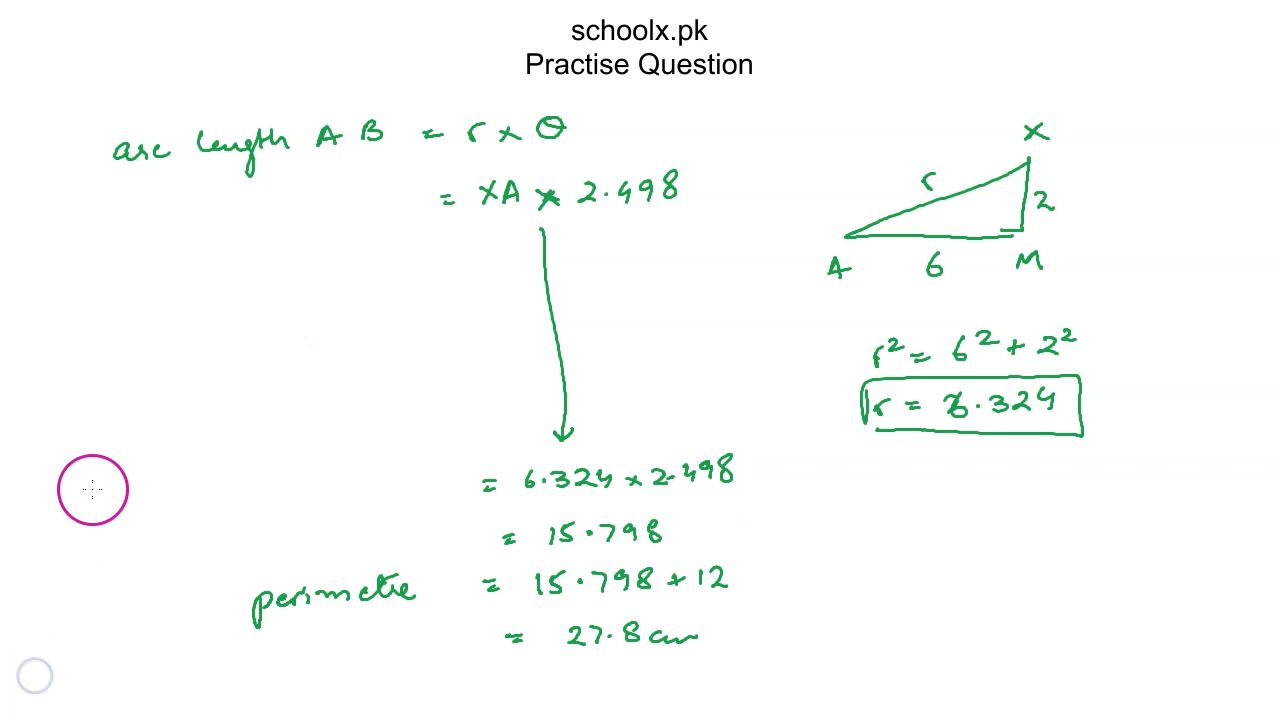 schoolx.pk
Practise Question
arc length A B = r × θ
= XA × 2.498
X
r
2
A
6
M
r² = 6² + 2²
r = 6.324
= 6.324 × 2.498
= 15.798
perimetre = 15.798 + 12
= 27.8 cm